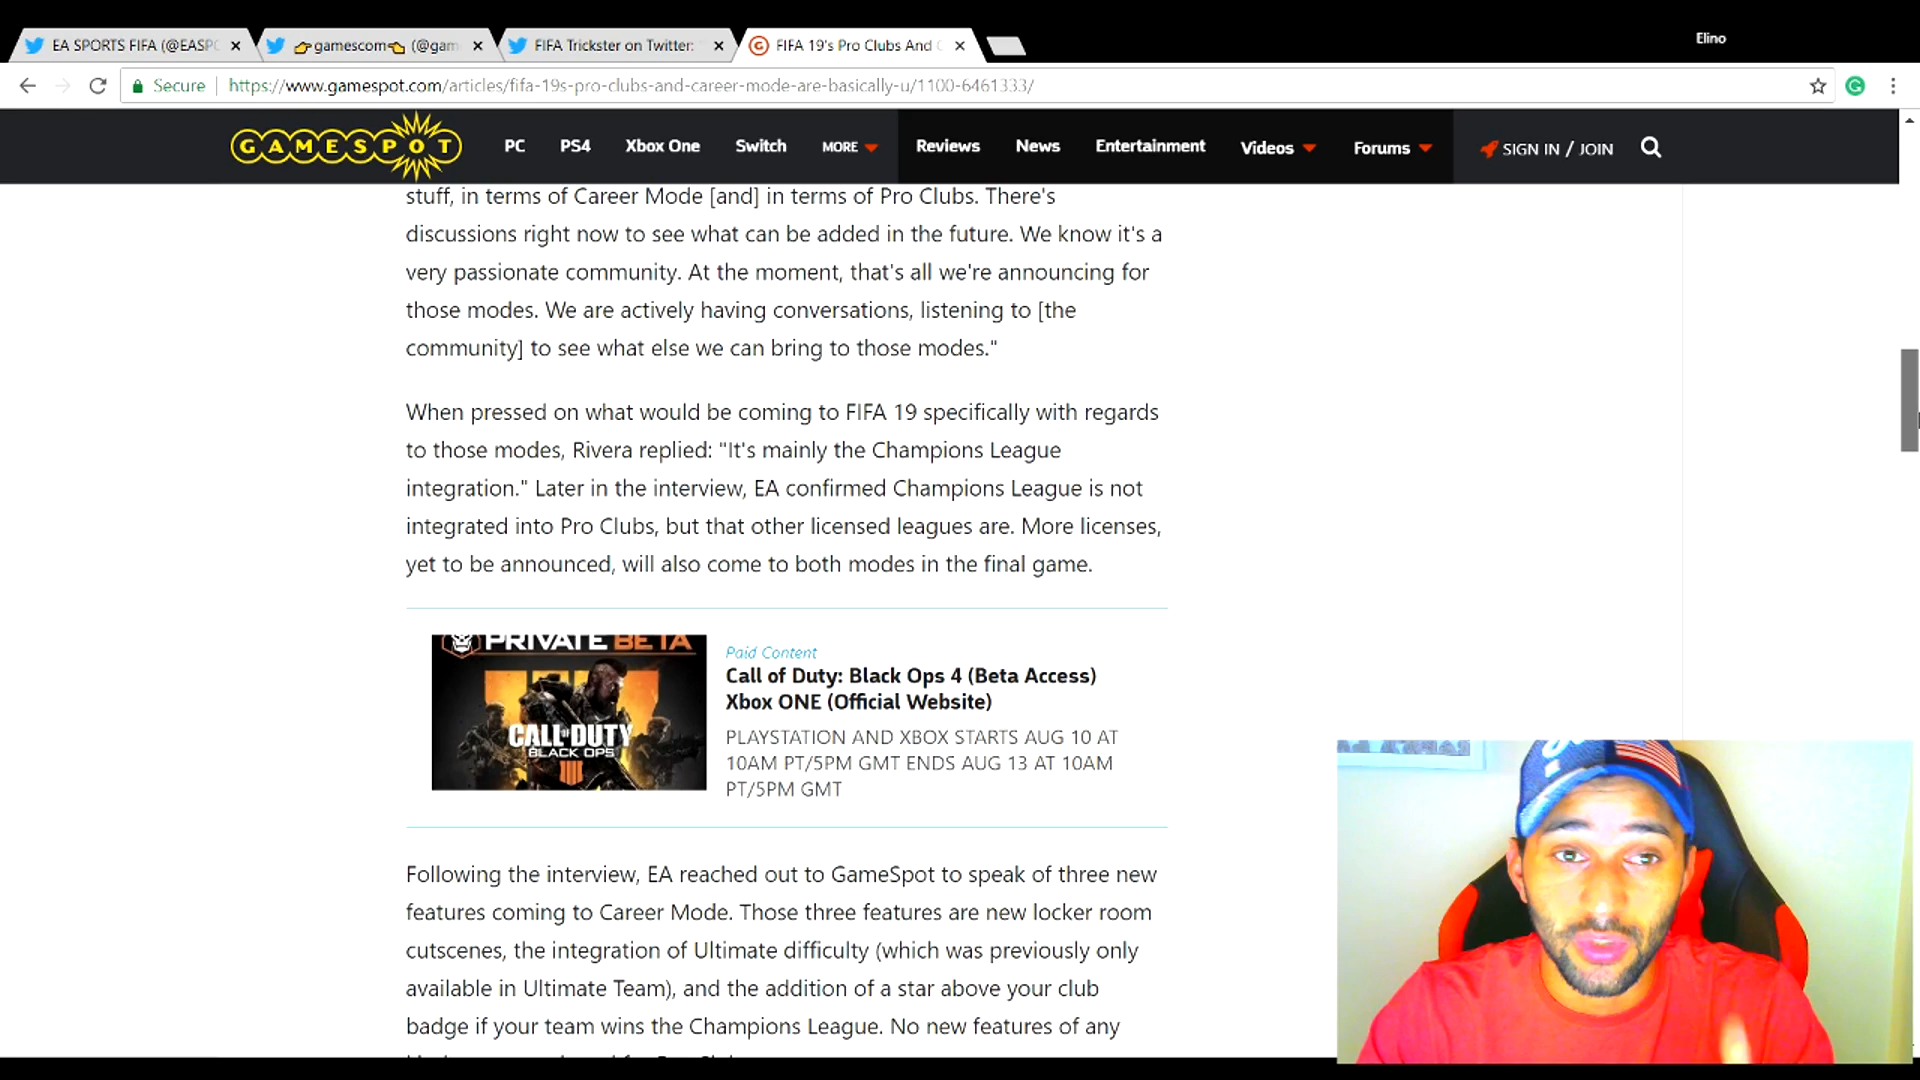 EA SPORTS FIFA (@EASPO
👉gamescom👈 (@gam
FIFA Trickster on Twitter:
FIFA 19's Pro Clubs And
Elino
Secure
https://www.gamespot.com/articles/fifa-19s-pro-clubs-and-career-mode-are-basically-u/1100-6461333/
GAMESPOT
PC PS4 Xbox One Switch MORE Reviews News Entertainment Videos Forums SIGN IN / JOIN
stuff, in terms of Career Mode [and] in terms of Pro Clubs. There's
discussions right now to see what can be added in the future. We know it's a
very passionate community. At the moment, that's all we're announcing for
those modes. We are actively having conversations, listening to [the
community] to see what else we can bring to those modes."
When pressed on what would be coming to FIFA 19 specifically with regards
to those modes, Rivera replied: "It's mainly the Champions League
integration." Later in the interview, EA confirmed Champions League is not
integrated into Pro Clubs, but that other licensed leagues are. More licenses,
yet to be announced, will also come to both modes in the final game.
PRIVATE BETA
CALL OF DUTY
BLACK OPS
IIII
Paid Content
Call of Duty: Black Ops 4 (Beta Access)
Xbox ONE (Official Website)
PLAYSTATION AND XBOX STARTS AUG 10 AT
10AM PT/5PM GMT ENDS AUG 13 AT 10AM
PT/5PM GMT
Following the interview, EA reached out to GameSpot to speak of three new
features coming to Career Mode. Those three features are new locker room
cutscenes, the integration of Ultimate difficulty (which was previously only
available in Ultimate Team), and the addition of a star above your club
badge if your team wins the Champions League. No new features of any